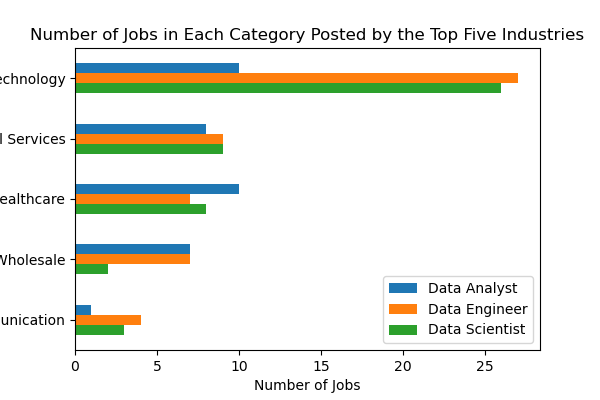 Number of Jobs in Each Category Posted by the Top Five Industries
echnology
l Services
ealthcare
Wholesale
unication
Data Analyst
Data Engineer
Data Scientist
0 5 10 15 20 25
Number of Jobs